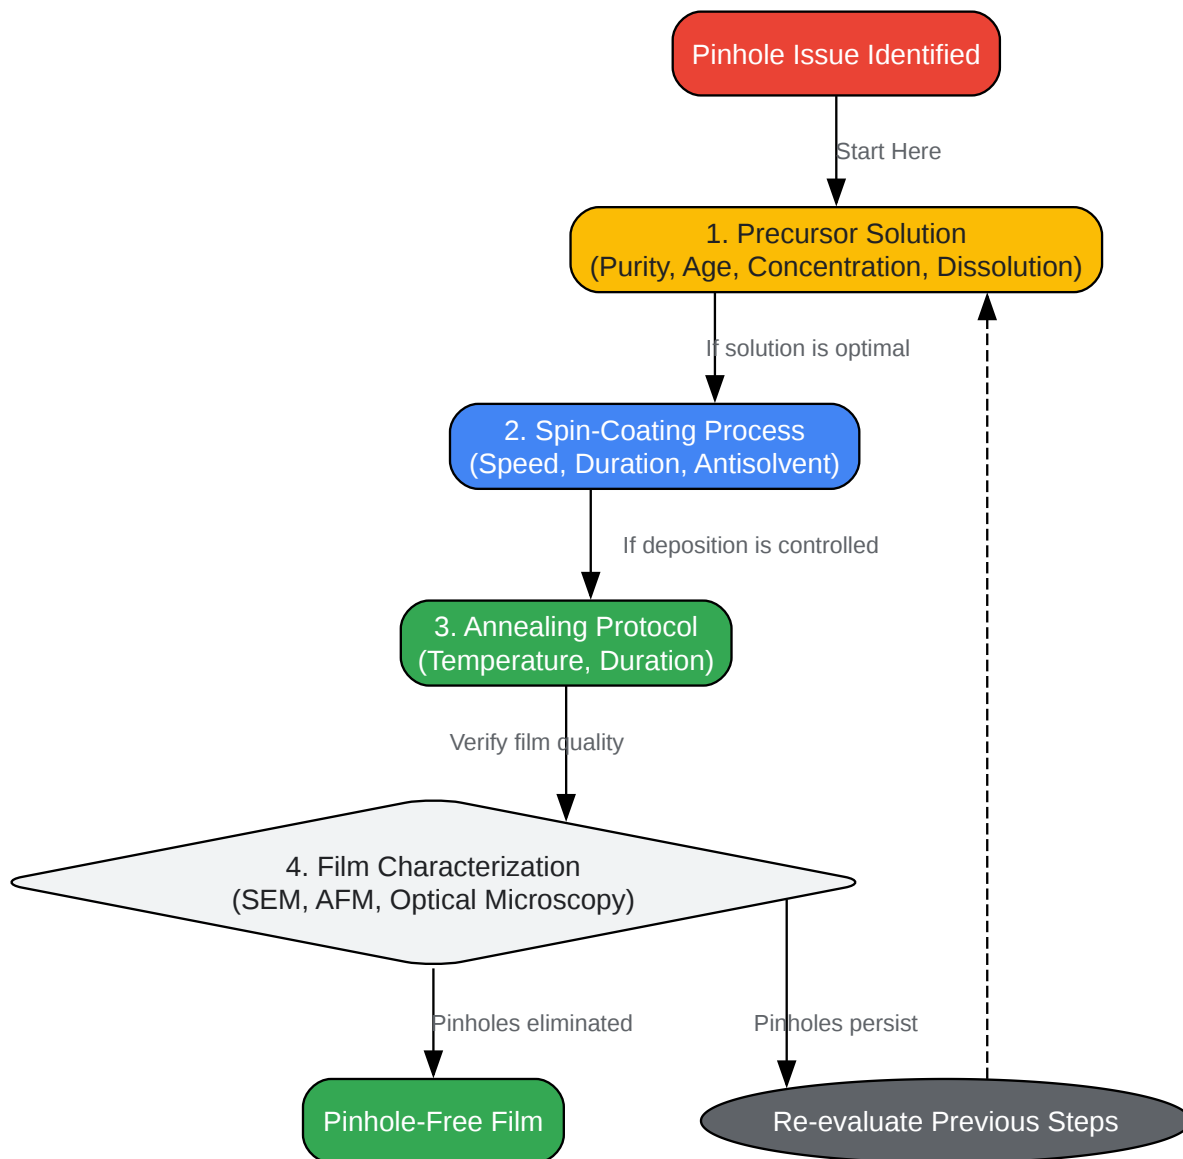 Pinhole Issue Identified
Start Here
1. Precursor Solution
(Purity, Age, Concentration, Dissolution)
If solution is optimal
2. Spin-Coating Process
(Speed, Duration, Antisolvent)
If deposition is controlled
3. Annealing Protocol
(Temperature, Duration)
Verify film quality
4. Film Characterization
(SEM, AFM, Optical Microscopy)
Pinholes eliminated
Pinholes persist
Pinhole-Free Film
Re-evaluate Previous Steps